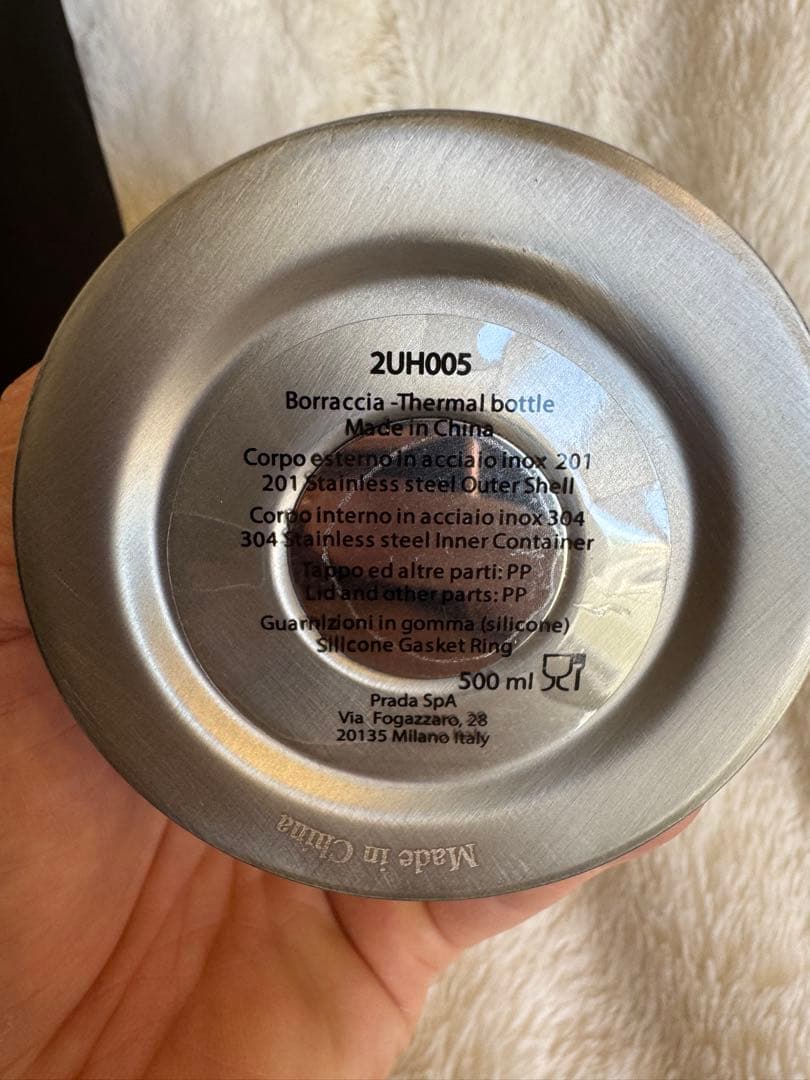 2UH005
Borraccia -Thermal bottle
Made in China
Corpo esterno in acciaio inox 201
201 Stainless steel Outer Shell
Corpo interno in acciaio inox 304
304 Stainless steel Inner Container
Tappo ed altre parti: PP
Lid and other parts: PP
Guarnizioni in gomma (silicone)
Silicone Gasket Ring
500 ml
Prada SpA
Via Fogazzaro, 28
20135 Milano Italy
Made in China